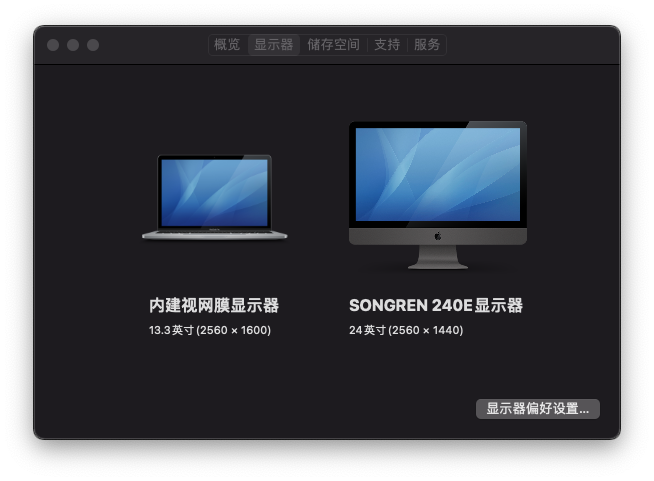 概览 显示器 储存空间 支持 服务
内建视网膜显示器
13.3英寸 (2560 × 1600)
SONGREN 240E显示器
24英寸 (2560 × 1440)
显示器偏好设置...